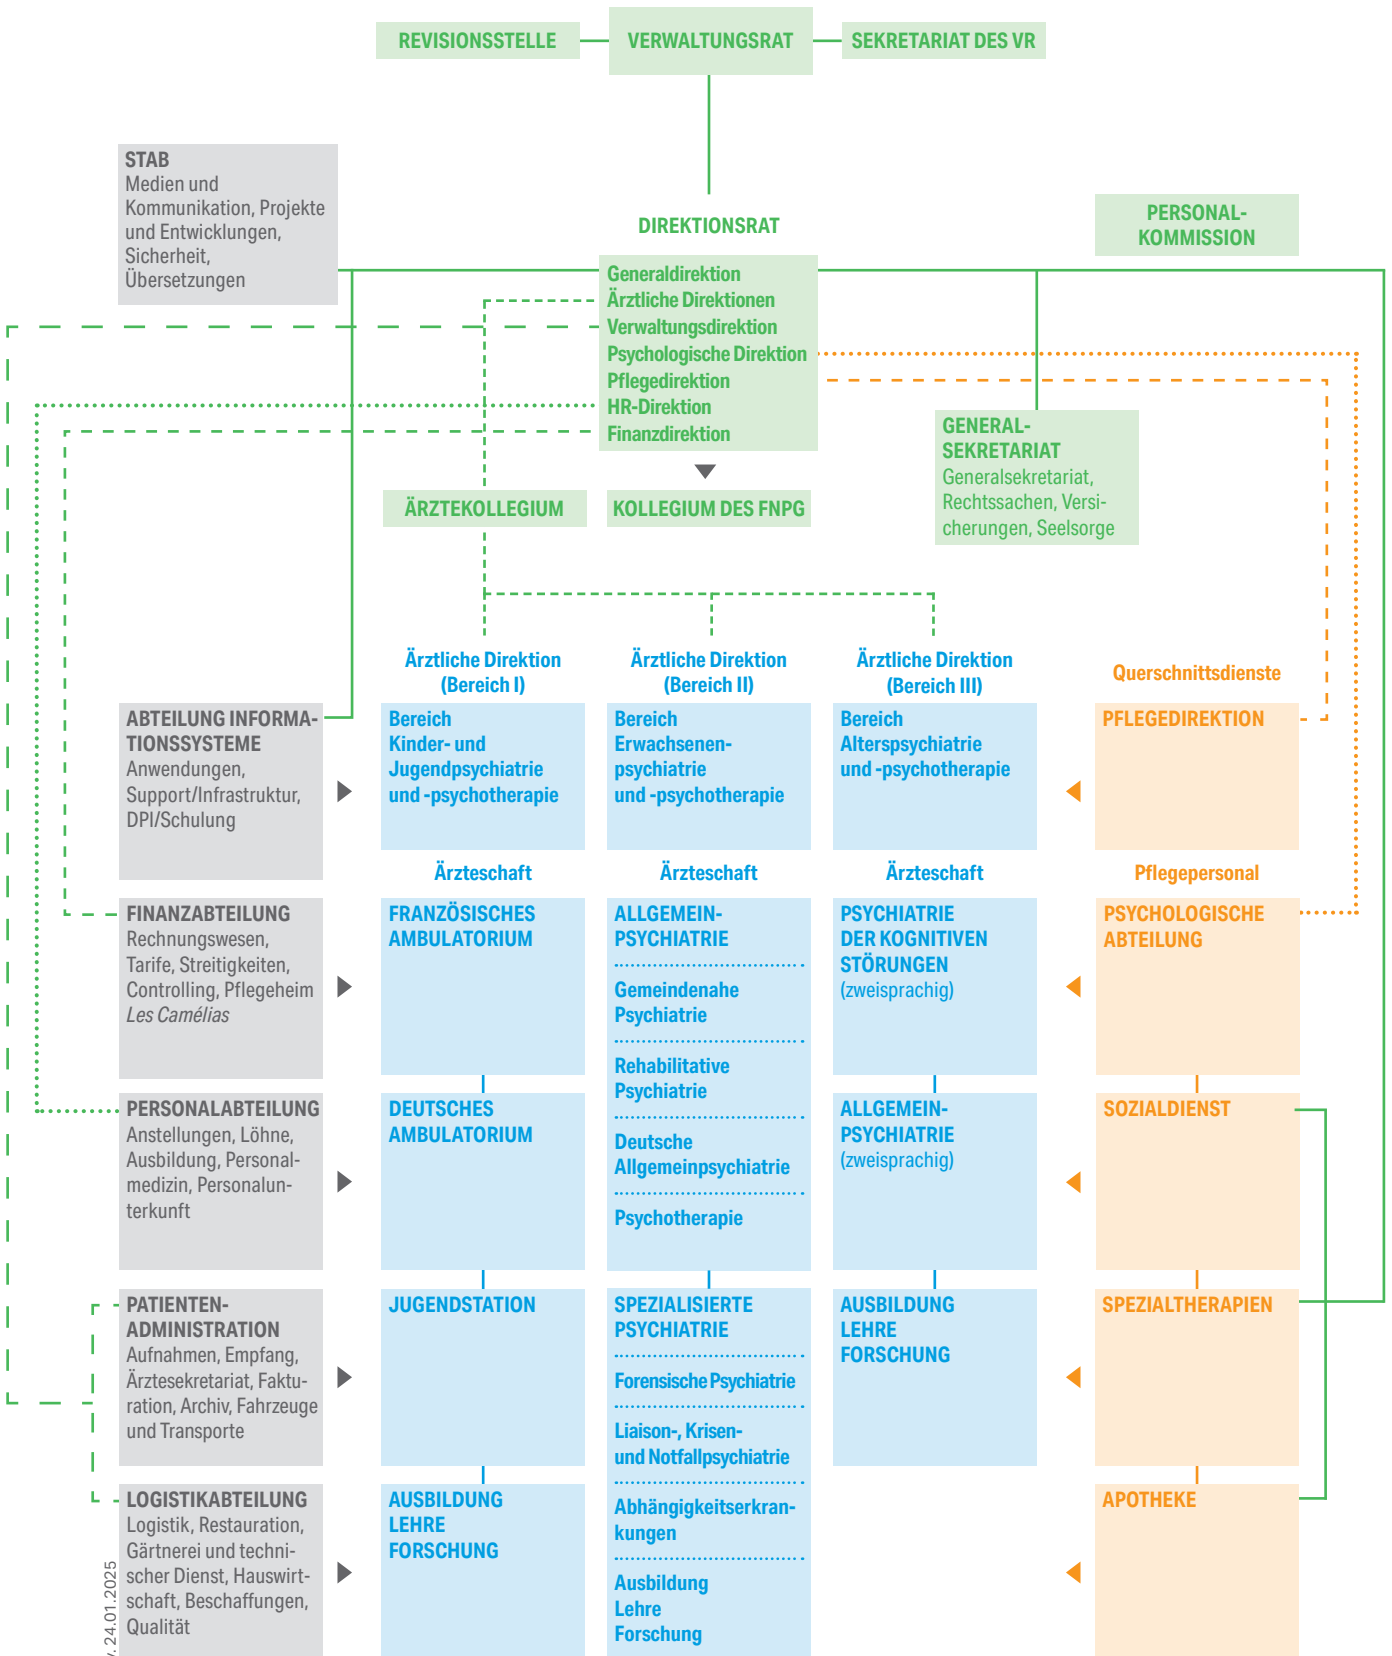 REVISIONSSTELLE
VERWALTUNGSRAT
SEKRETARIAT DES VR
STAB
Medien und
Kommunikation, Projekte
und Entwicklungen,
Sicherheit,
Übersetzungen
DIREKTIONSRAT
PERSONAL-
KOMMISSION
Generaldirektion
Ärztliche Direktionen
Verwaltungsdirektion
Psychologische Direktion
Pflegedirektion
HR-Direktion
Finanzdirektion
GENERAL-
SEKRETARIAT
Generalsekretariat,
Rechtssachen, Versi-
cherungen, Seelsorge
ÄRZTEKOLLEGIUM
KOLLEGIUM DES FNPG
Ärztliche Direktion
(Bereich I)
Ärztliche Direktion
(Bereich II)
Ärztliche Direktion
(Bereich III)
Querschnittsdienste
ABTEILUNG INFORMA-
TIONSSYSTEME
Anwendungen,
Support/Infrastruktur,
DPI/Schulung
Bereich
Kinder- und
Jugendpsychiatrie
und -psychotherapie
Bereich
Erwachsenen-
psychiatrie
und -psychotherapie
Bereich
Alterspsychiatrie
und -psychotherapie
PFLEGEDIREKTION
Ärzteschaft
Ärzteschaft
Ärzteschaft
Pflegepersonal
FINANZABTEILUNG
Rechnungswesen,
Tarife, Streitigkeiten,
Controlling, Pflegeheim
Les Camélias
FRANZÖSISCHES
AMBULATORIUM
ALLGEMEIN-
PSYCHIATRIE
Gemeindenahe
Psychiatrie
Rehabilitative
Psychiatrie
Deutsche
Allgemeinpsychiatrie
Psychotherapie
PSYCHIATRIE
DER KOGNITIVEN
STÖRUNGEN
(zweisprachig)
PSYCHOLOGISCHE
ABTEILUNG
PERSONALABTEILUNG
Anstellungen, Löhne,
Ausbildung, Personal-
medizin, Personalun-
terkunft
DEUTSCHES
AMBULATORIUM
ALLGEMEIN-
PSYCHIATRIE
(zweisprachig)
SOZIALDIENST
PATIENTEN-
ADMINISTRATION
Aufnahmen, Empfang,
Ärztesekretariat, Faktu-
ration, Archiv, Fahrzeuge
und Transporte
JUGENDSTATION
SPEZIALISIERTE
PSYCHIATRIE
Forensische Psychiatrie
Liaison-, Krisen-
und Notfallpsychiatrie
Abhängigkeitserkran-
kungen
Ausbildung
Lehre
Forschung
AUSBILDUNG
LEHRE
FORSCHUNG
SPEZIALTHERAPIEN
LOGISTIKABTEILUNG
Logistik, Restauration,
Gärtnerei und techni-
scher Dienst, Hauswirt-
schaft, Beschaffungen,
Qualität
AUSBILDUNG
LEHRE
FORSCHUNG
APOTHEKE
24.01.2025